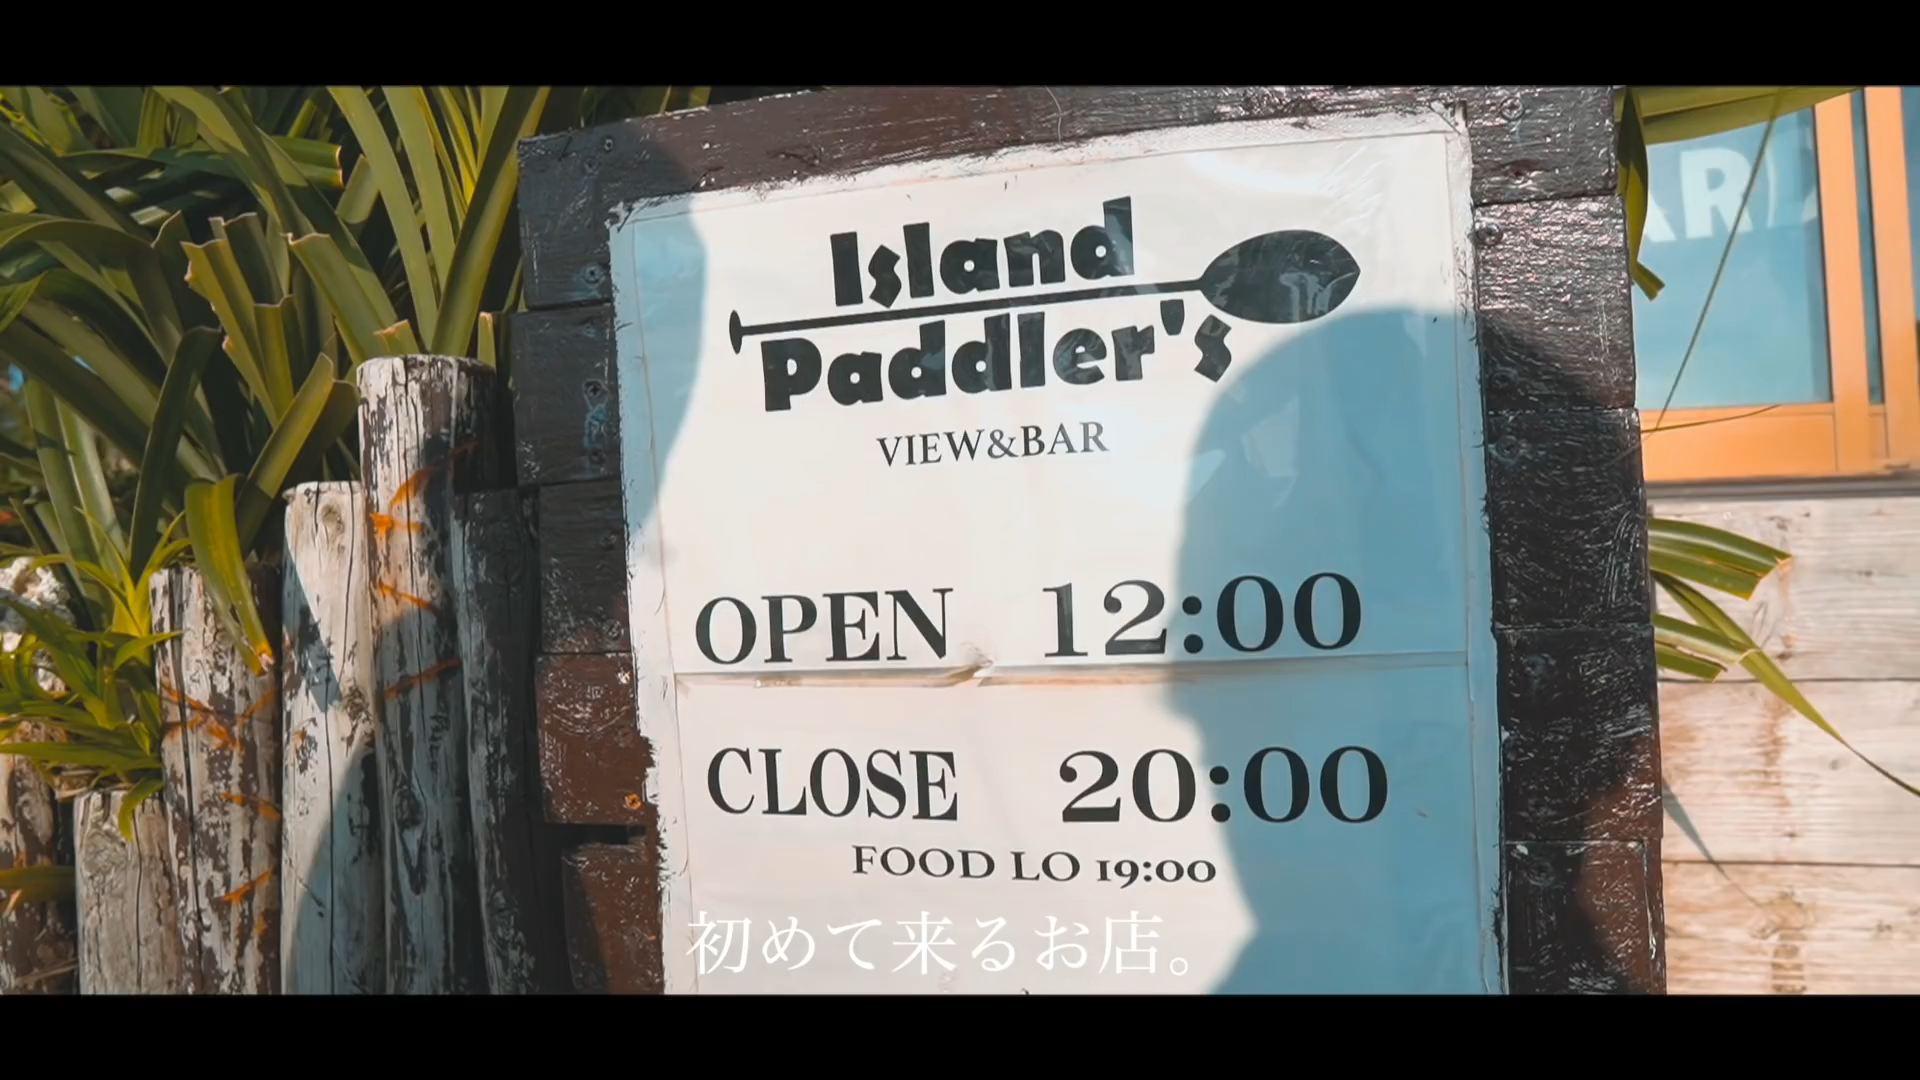 Island
Paddler's
VIEW&BAR
OPEN 12:00
CLOSE 20:00
FOOD LO 19:00
初めて来るお店。